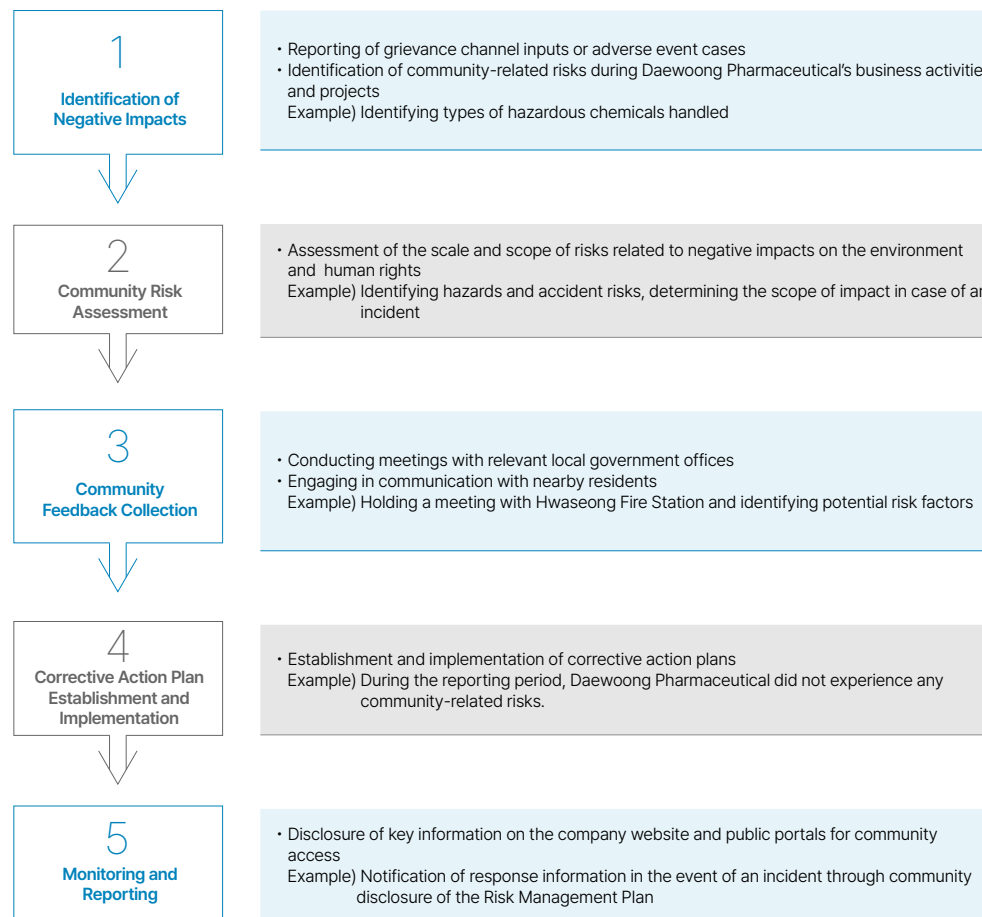 1
Identification of
Negative Impacts
• Reporting of grievance channel inputs or adverse event cases
• Identification of community-related risks during Daewoong Pharmaceutical's business activitie
and projects
Example) Identifying types of hazardous chemicals handled
2
Community Risk
Assessment
• Assessment of the scale and scope of risks related to negative impacts on the environment
and human rights
Example) Identifying hazards and accident risks, determining the scope of impact in case of an
incident
3
Community
Feedback Collection
• Conducting meetings with relevant local government offices
• Engaging in communication with nearby residents
Example) Holding a meeting with Hwaseong Fire Station and identifying potential risk factors
4
Corrective Action Plan
Establishment and
Implementation
• Establishment and implementation of corrective action plans
Example) During the reporting period, Daewoong Pharmaceutical did not experience any
community-related risks.
5
Monitoring and
Reporting
• Disclosure of key information on the company website and public portals for community
access
Example) Notification of response information in the event of an incident through community
disclosure of the Risk Management Plan